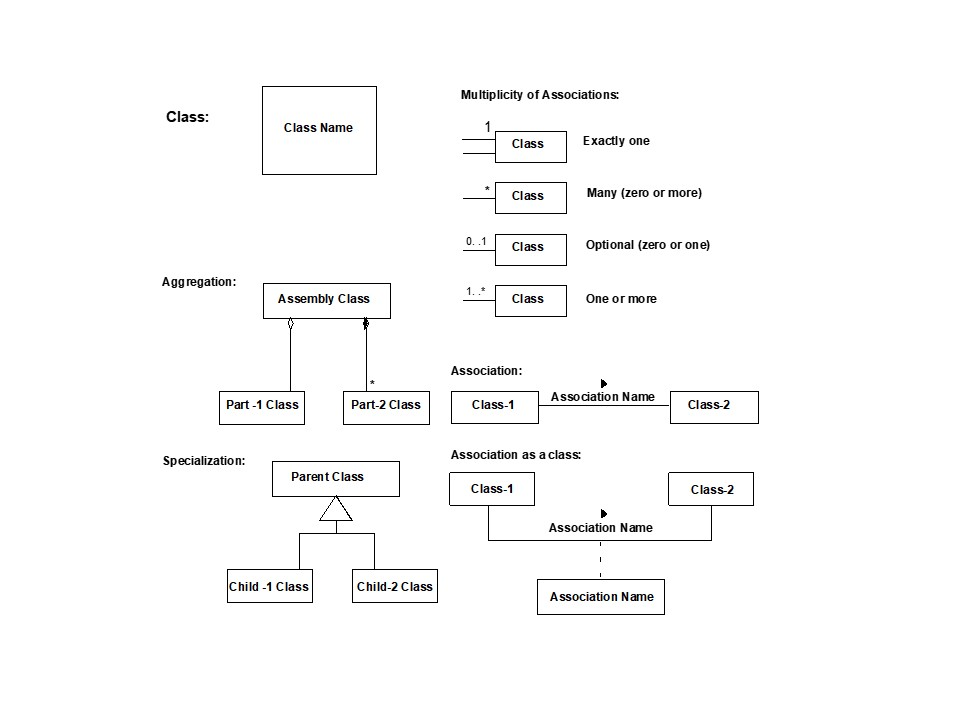 Class:
Class Name
Multiplicity of Associations:
1
Class
Exactly one
*
Class
Many (zero or more)
0. .1
Class
Optional (zero or one)
1. .*
Class
One or more
Aggregation:
Assembly Class
*
Part -1 Class
Part-2 Class
Association:
Class-1
Association Name
Class-2
Specialization:
Parent Class
Child -1 Class
Child-2 Class
Association as a class:
Class-1
Class-2
Association Name
Association Name